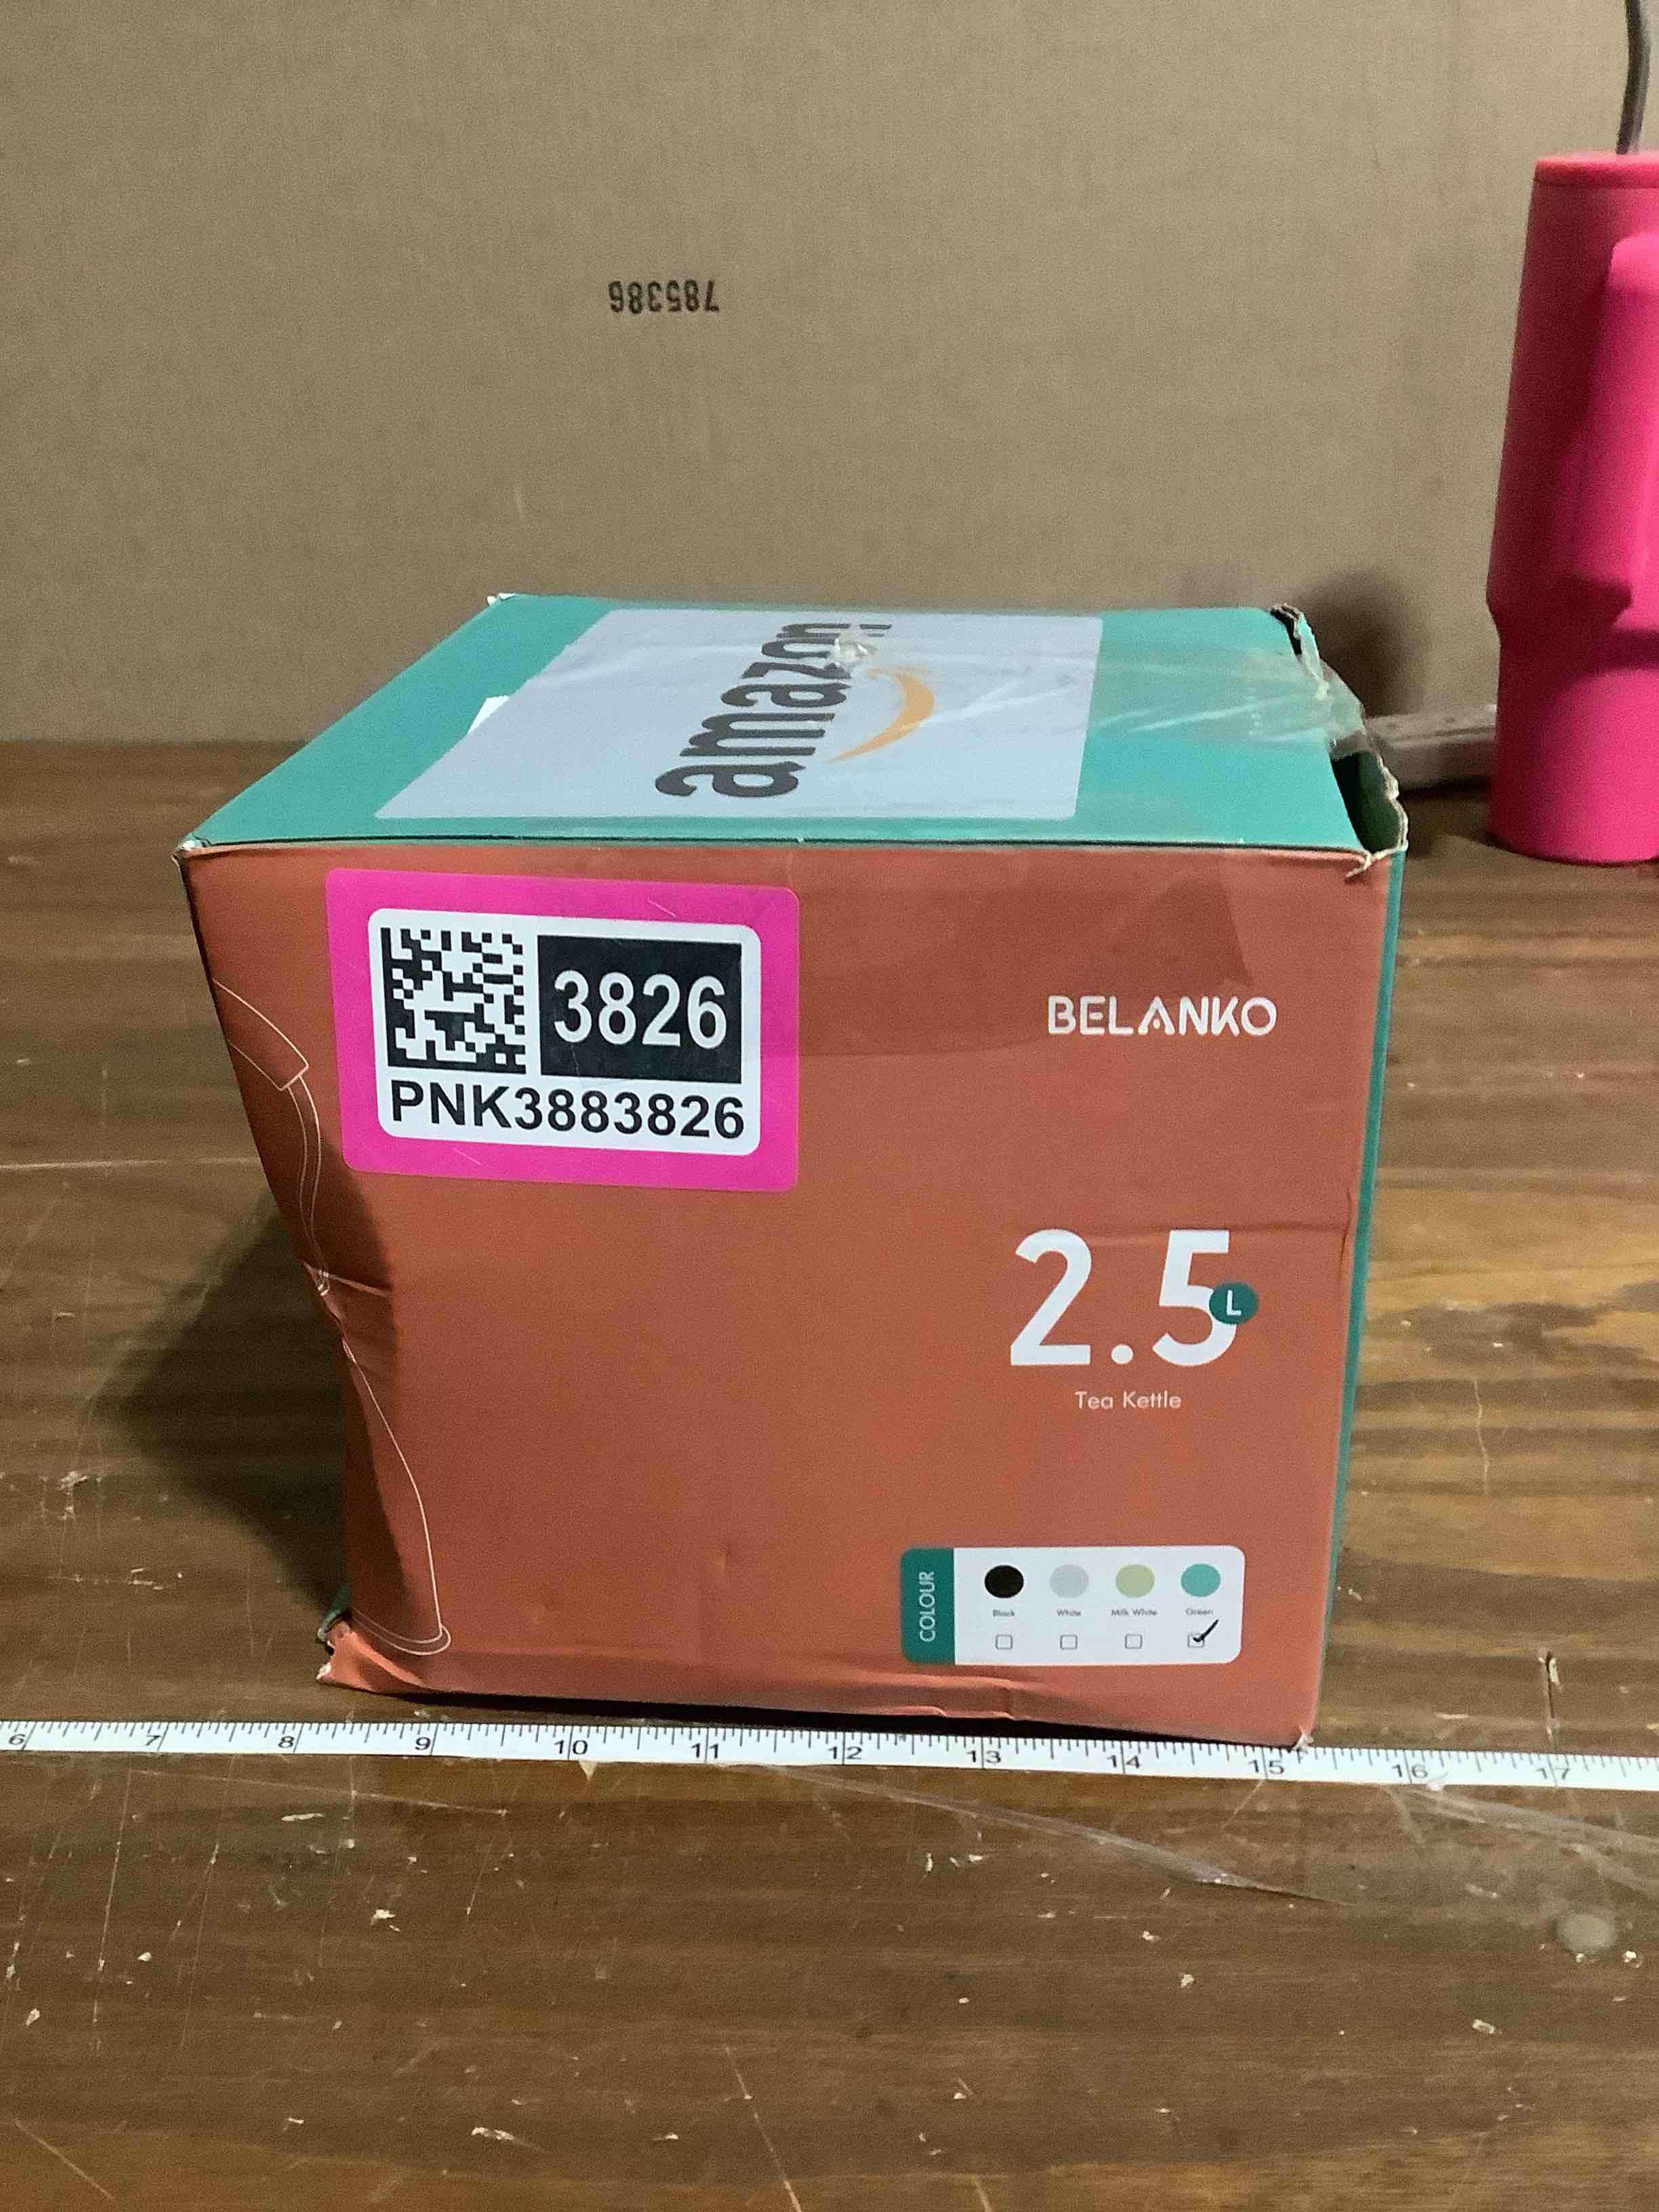 785386
amazon
3826
PNK3883826
BELANKO
2.5 L
Tea Kettle
COLOUR
Black White Milk White Green
6 7 8 9 10 11 12 13 14 15 16 17